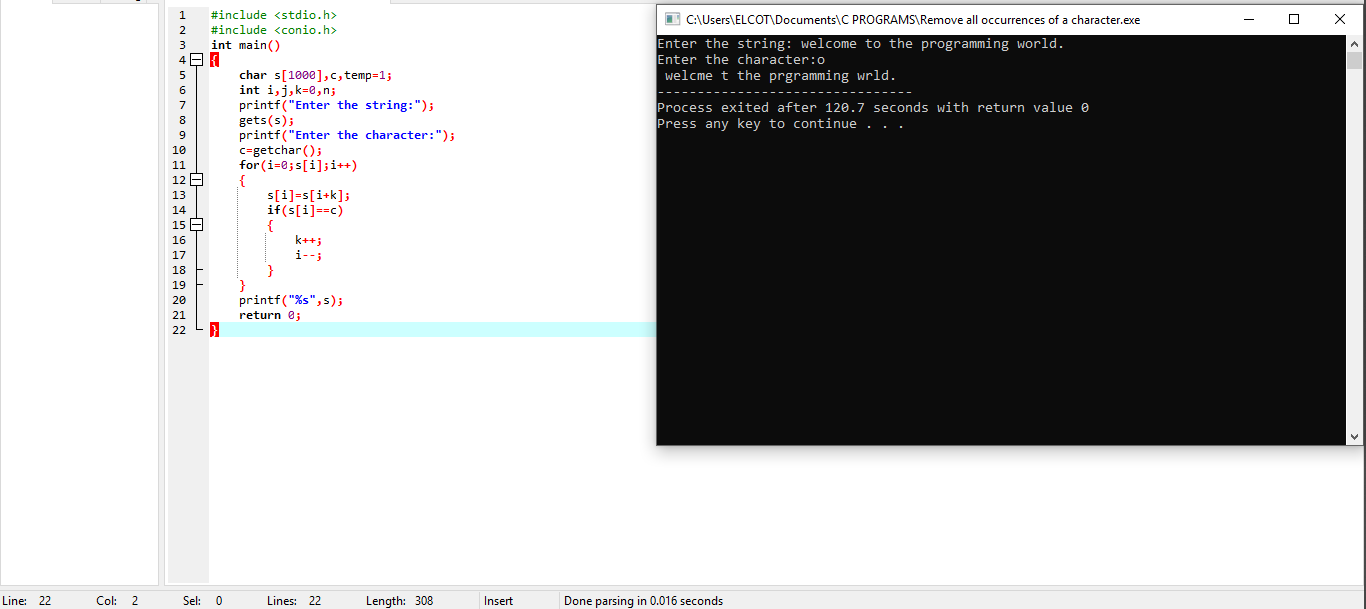 1 #include <stdio.h>
2 #include <conio.h>
3 int main()
4 {
5 char s[1000],c,temp=1;
6 int i,j,k=0,n;
7 printf("Enter the string:");
8 gets(s);
9 printf("Enter the character:");
10 c=getchar();
11 for(i=0;s[i];i++)
12 {
13 s[i]=s[i+k];
14 if(s[i]==c)
15 {
16 k++;
17 i--;
18 }
19 }
20 printf("%s",s);
21 return 0;
22 }
C:\Users\ELCOT\Documents\C PROGRAMS\Remove all occurrences of a character.exe
Enter the string: welcome to the programming world.
Enter the character:o
 welcme t the prgramming wrld.
--------------------------------
Process exited after 120.7 seconds with return value 0
Press any key to continue . . .
Line: 22 Col: 2 Sel: 0 Lines: 22 Length: 308 Insert Done parsing in 0.016 seconds